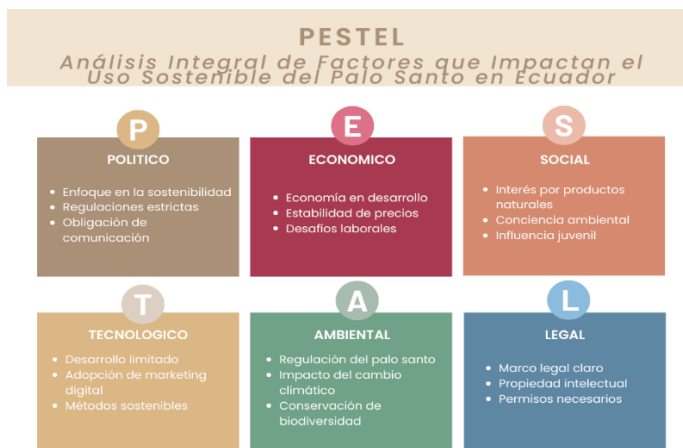 PESTEL
Análisis Integral de Factores que Impactan el
Uso Sostenible del Palo Santo en Ecuador
P
POLITICO
• Enfoque en la sostenibilidad
• Regulaciones estrictas
• Obligación de
comunicación
E
ECONOMICO
• Economía en desarrollo
• Estabilidad de precios
• Desafíos laborales
S
SOCIAL
• Interés por productos
naturales
• Conciencia ambiental
• Influencia juvenil
T
TECNOLOGICO
• Desarrollo limitado
• Adopción de marketing
digital
• Métodos sostenibles
A
AMBIENTAL
• Regulación del palo santo
• Impacto del cambio
climático
• Conservación de
biodiversidad
L
LEGAL
• Marco legal claro
• Propiedad intelectual
• Permisos necesarios